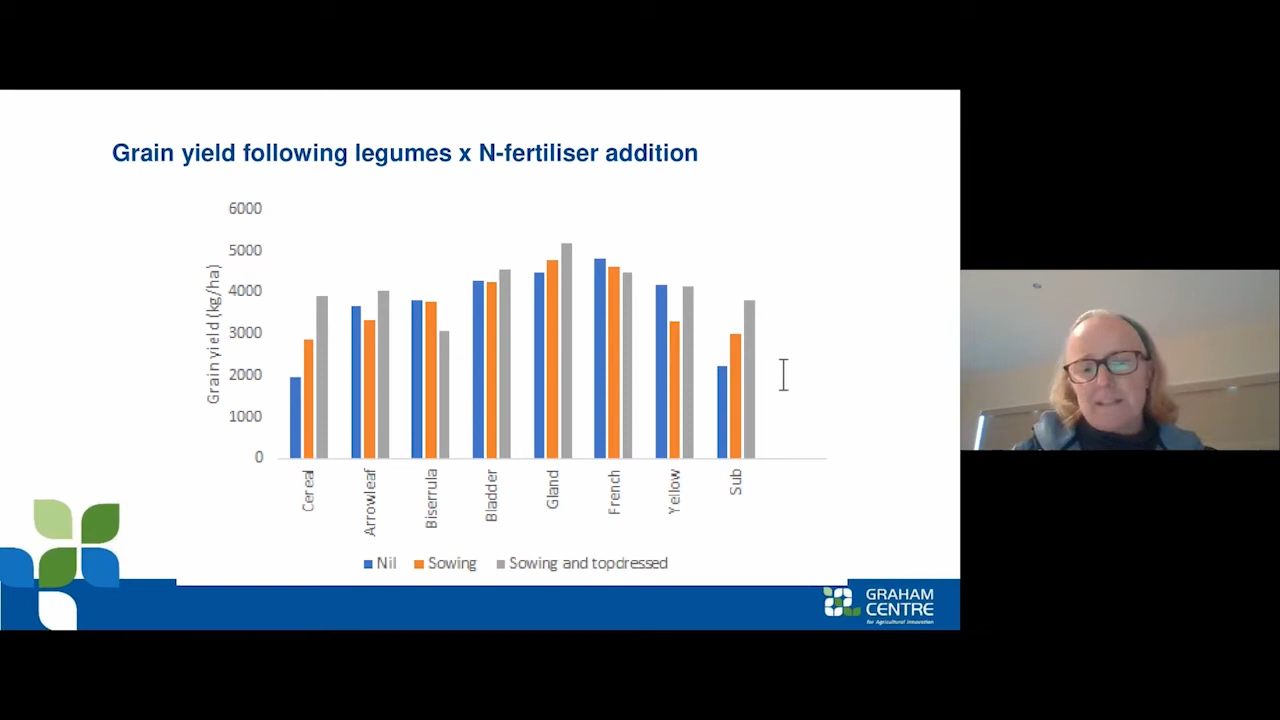 Grain yield following legumes x N-fertiliser addition
Grain yield (kg/ha)
6000
5000
4000
3000
2000
1000
0
Cereal
Arrowleaf
Biserrula
Bladder
Gland
French
Yellow
Sub
Nil
Sowing
Sowing and topdressed
GRAHAM
CENTRE
for Agricultural Innovation